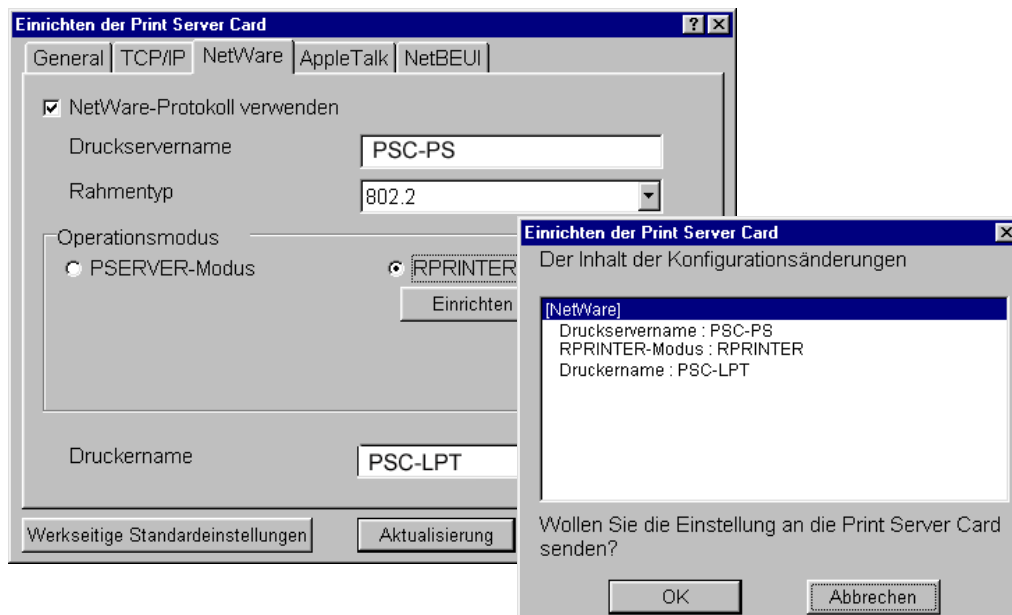 Einrichten der Print Server Card
General TCP/IP NetWare AppleTalk NetBEUI
NetWare-Protokoll verwenden
Druckservername PSC-PS
Rahmentyp 802.2
Operationsmodus
PSERVER-Modus RPRINTER
Einrichten
Druckername PSC-LPT
Werkseitige Standardeinstellungen Aktualisierung
Einrichten der Print Server Card
Der Inhalt der Konfigurationsänderungen
[NetWare]
Druckservername : PSC-PS
RPRINTER-Modus : RPRINTER
Druckername : PSC-LPT
Wollen Sie die Einstellung an die Print Server Card
senden?
OK Abbrechen